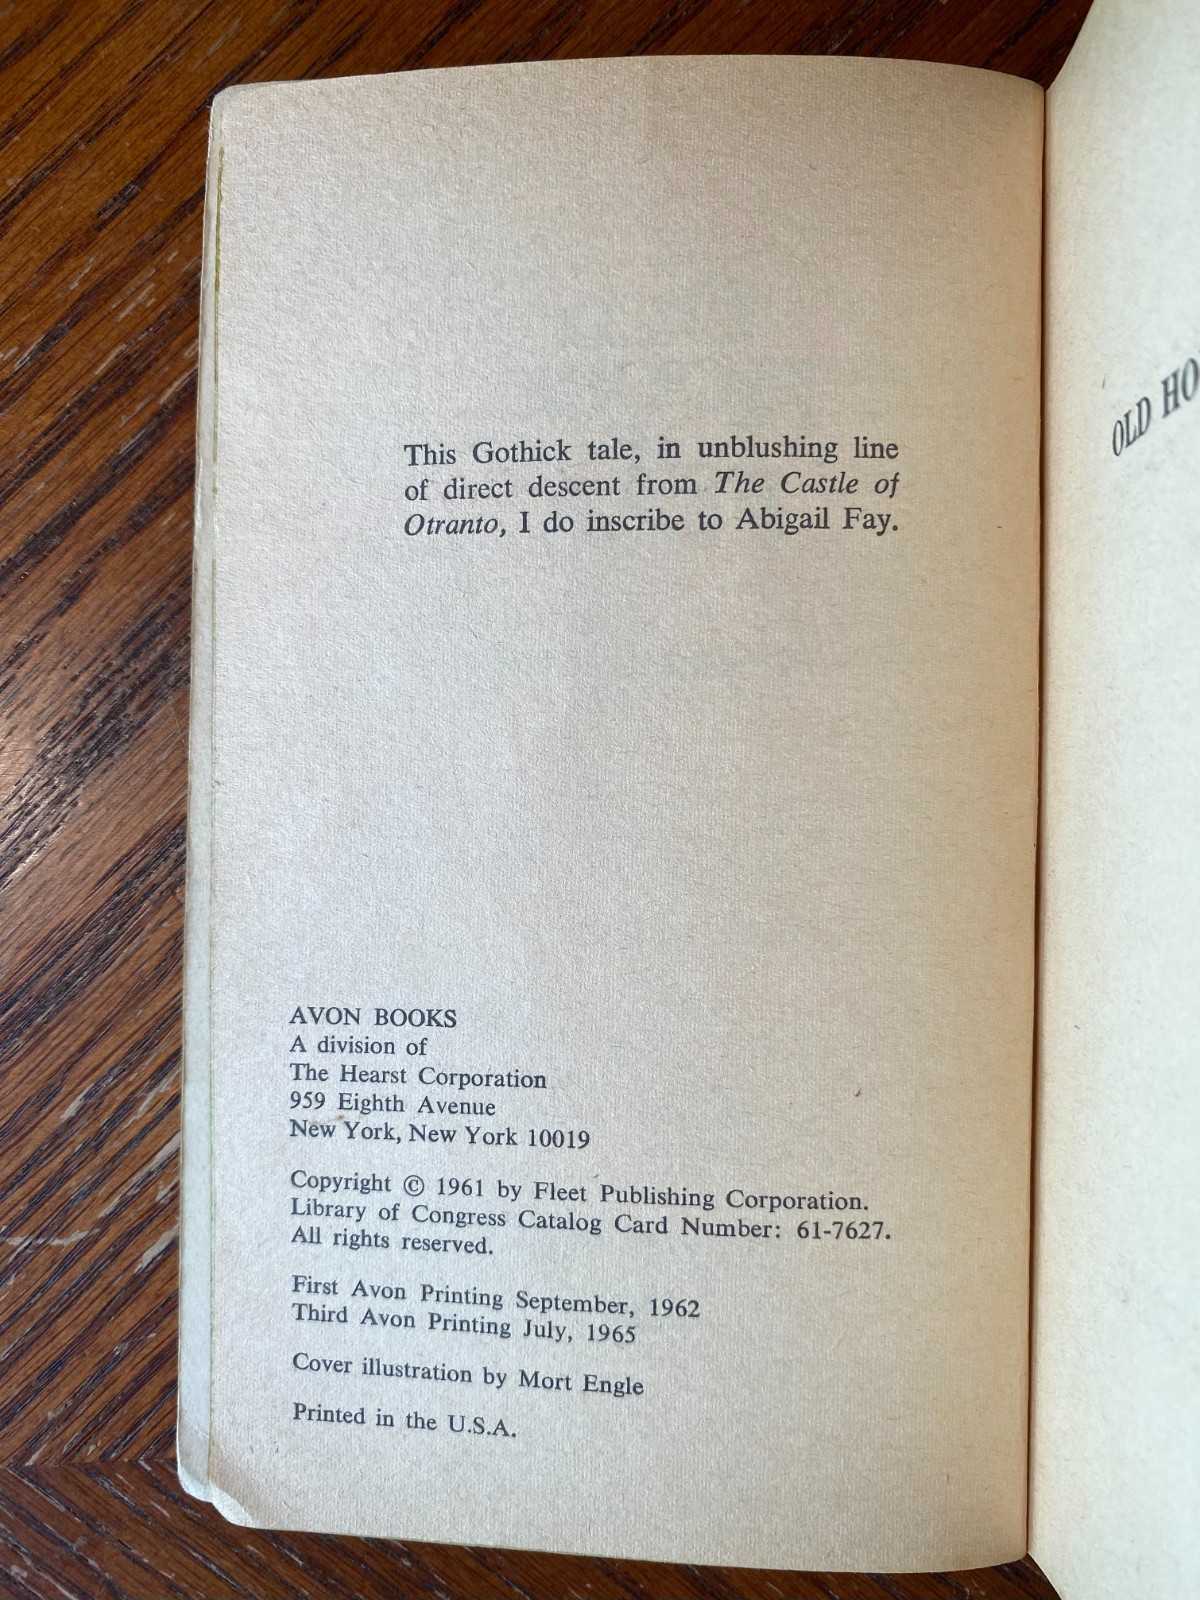 This Gothick tale, in unblushing line
of direct descent from The Castle of
Otranto, I do inscribe to Abigail Fay.
AVON BOOKS
A division of
The Hearst Corporation
959 Eighth Avenue
New York, New York 10019
Copyright © 1961 by Fleet Publishing Corporation.
Library of Congress Catalog Card Number: 61-7627.
All rights reserved.
First Avon Printing September, 1962
Third Avon Printing July, 1965
Cover illustration by Mort Engle
Printed in the U.S.A.
OLD HO